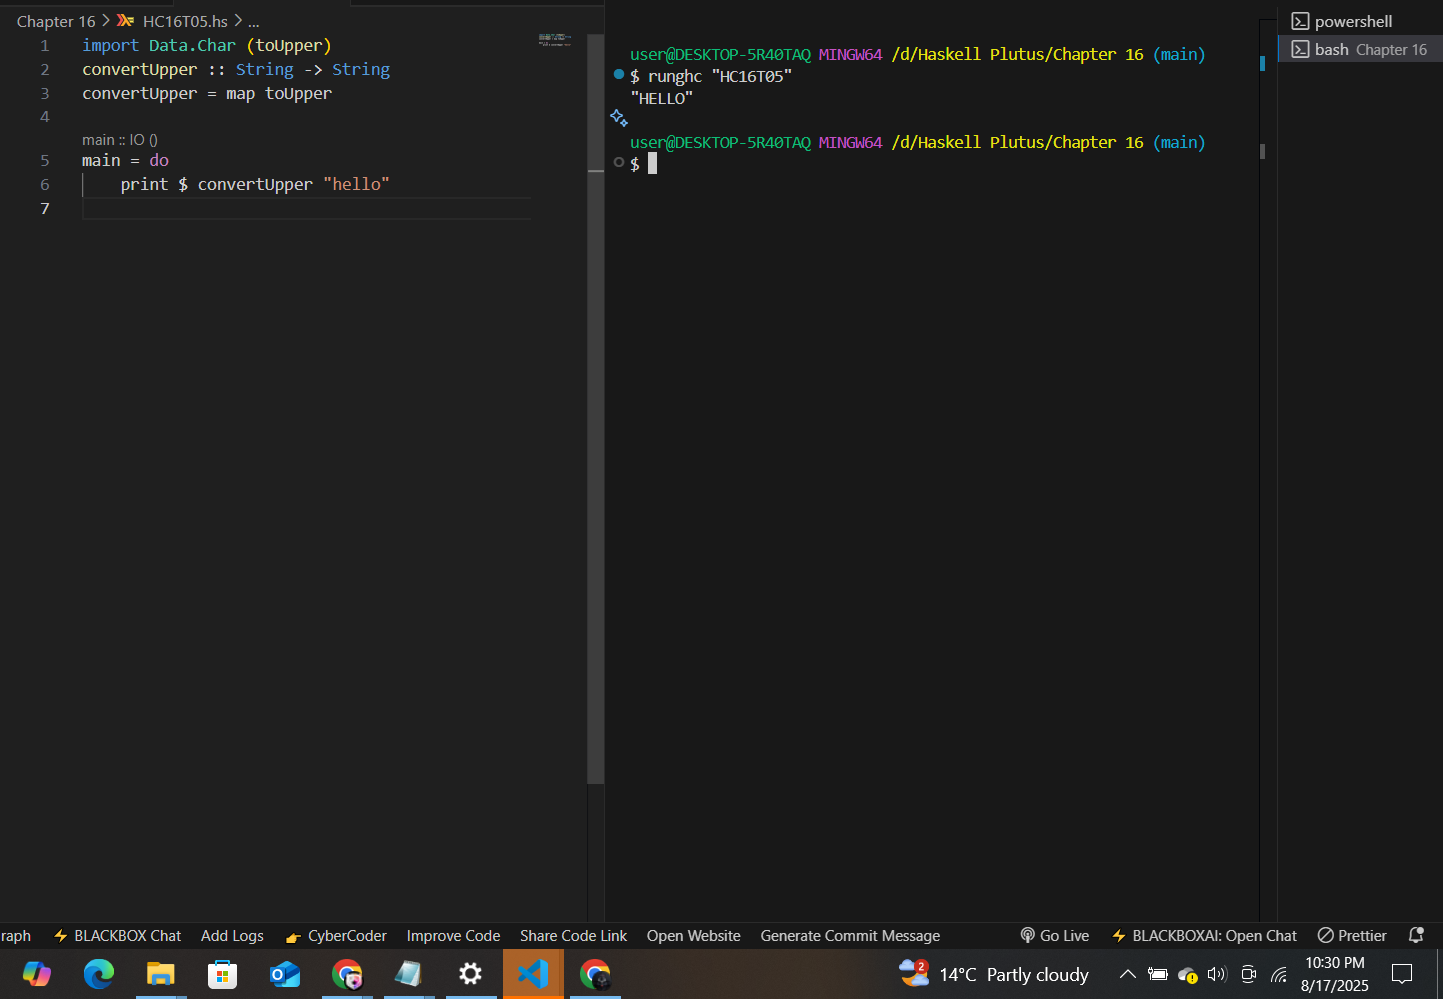 Chapter 16 > HC16T05.hs > ...
1 import Data.Char (toUpper)
2 convertUpper :: String -> String
3 convertUpper = map toUpper
4
main :: IO ()
5 main = do
6     print $ convertUpper "hello"
7
user@DESKTOP-5R40TAQ MINGW64 /d/Haskell Plutus/Chapter 16 (main)
$ runghc "HC16T05"
"HELLO"
user@DESKTOP-5R40TAQ MINGW64 /d/Haskell Plutus/Chapter 16 (main)
$
powershell
bash Chapter 16
raph BLACKBOX Chat Add Logs CyberCoder Improve Code Share Code Link Open Website Generate Commit Message Go Live BLACKBOXAI: Open Chat Prettier
2 14°C Partly cloudy
10:30 PM
8/17/2025